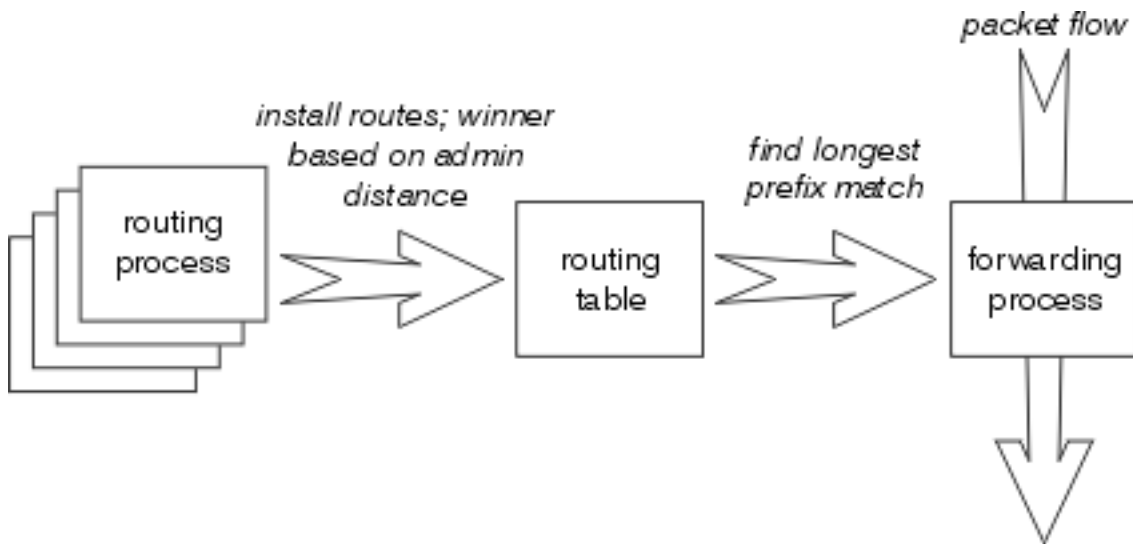 packet flow
install routes; winner
based on admin
distance
find longest
prefix match
routing
process
routing
table
forwarding
process